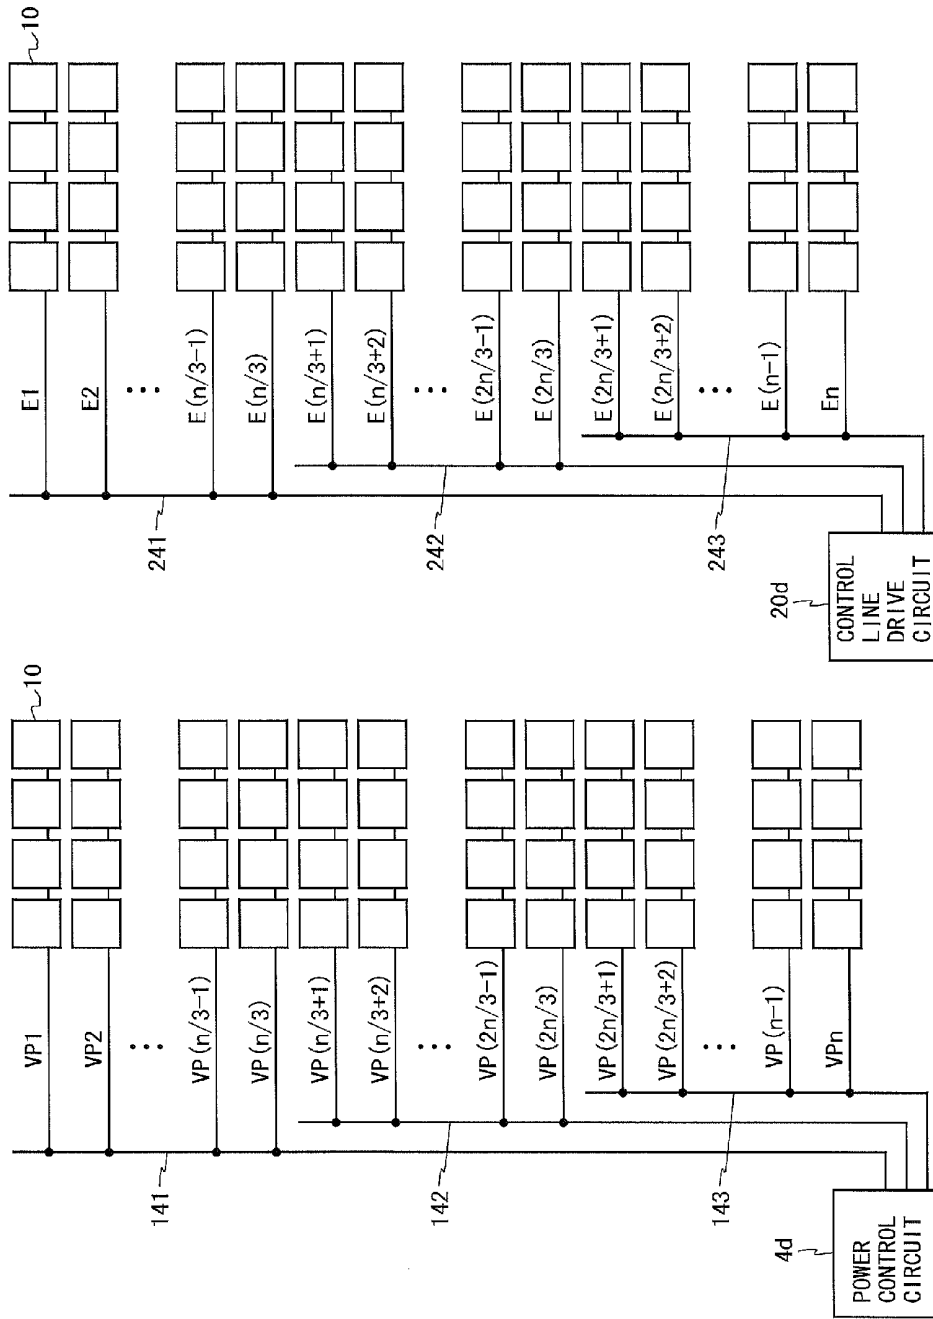 10
E1
E2
...
E (n/3-1)
E (n/3)
E (n/3+1)
E (n/3+2)
...
E (2n/3-1)
E (2n/3)
E (2n/3+1)
E (2n/3+2)
...
E (n-1)
En
241
242
243
20d
CONTROL
LINE
DRIVE
CIRCUIT
10
VP1
VP2
...
VP (n/3-1)
VP (n/3)
VP (n/3+1)
VP (n/3+2)
...
VP (2n/3-1)
VP (2n/3)
VP (2n/3+1)
VP (2n/3+2)
...
VP (n-1)
VPn
141
142
143
4d
POWER
CONTROL
CIRCUIT